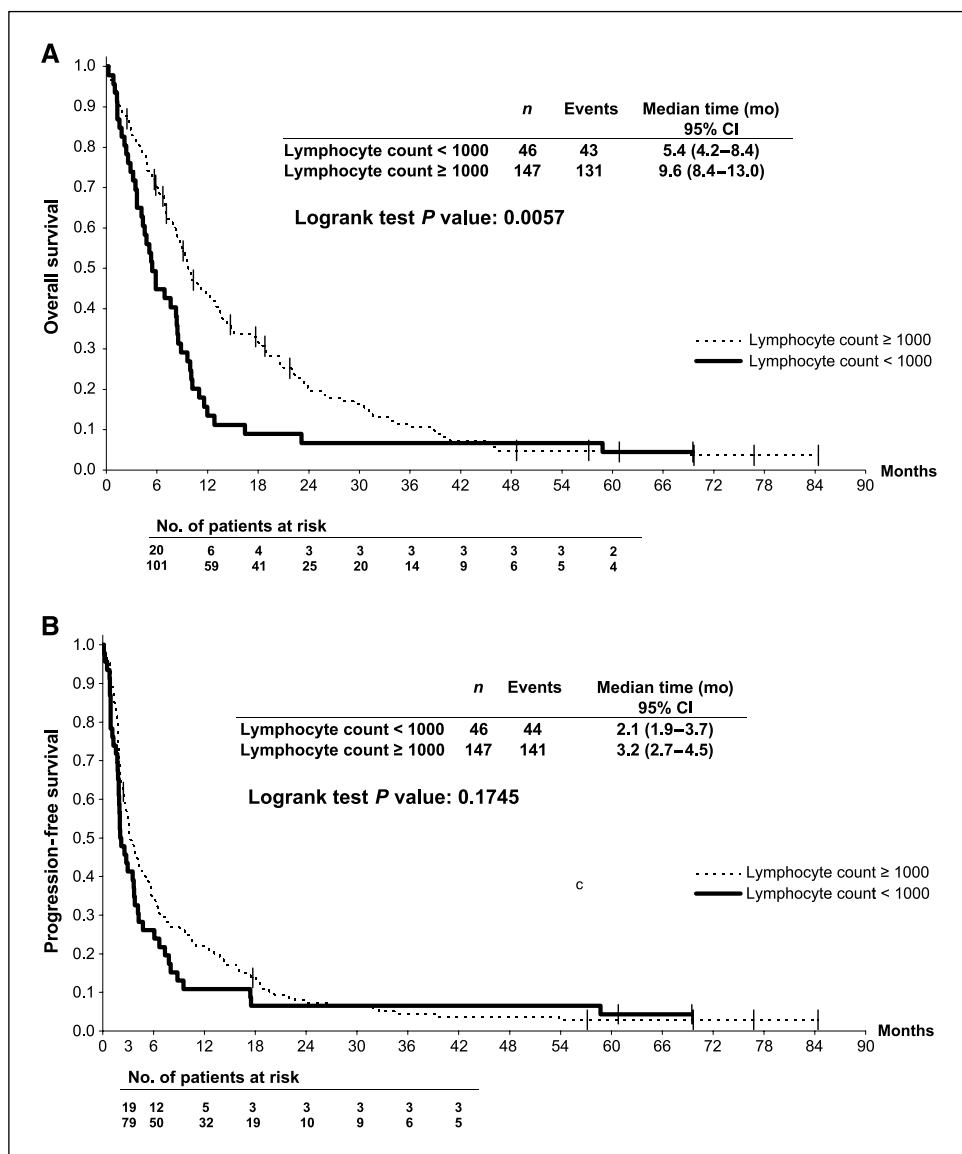 A
1.0
0.9
0.8
0.7
0.6
0.5
0.4
0.3
0.2
0.1
0.0
Overall survival
n Events Median time (mo)
95% CI
Lymphocyte count < 1000 46 43 5.4 (4.2–8.4)
Lymphocyte count ≥ 1000 147 131 9.6 (8.4–13.0)
Logrank test P value: 0.0057
Lymphocyte count ≥ 1000
Lymphocyte count < 1000
0 6 12 18 24 30 36 42 48 54 60 66 72 78 84 90
Months
No. of patients at risk
20 6 4 3 3 3 3 3 3 2
101 59 41 25 20 14 9 6 5 4
B
1.0
0.9
0.8
0.7
0.6
0.5
0.4
0.3
0.2
0.1
0.0
Progression-free survival
n Events Median time (mo)
95% CI
Lymphocyte count < 1000 46 44 2.1 (1.9–3.7)
Lymphocyte count ≥ 1000 147 141 3.2 (2.7–4.5)
Logrank test P value: 0.1745
c
Lymphocyte count ≥ 1000
Lymphocyte count < 1000
0 3 6 12 18 24 30 36 42 48 54 60 66 72 78 84 90
Months
No. of patients at risk
19 12 5 3 3 3 3 3
79 50 32 19 10 9 6 5